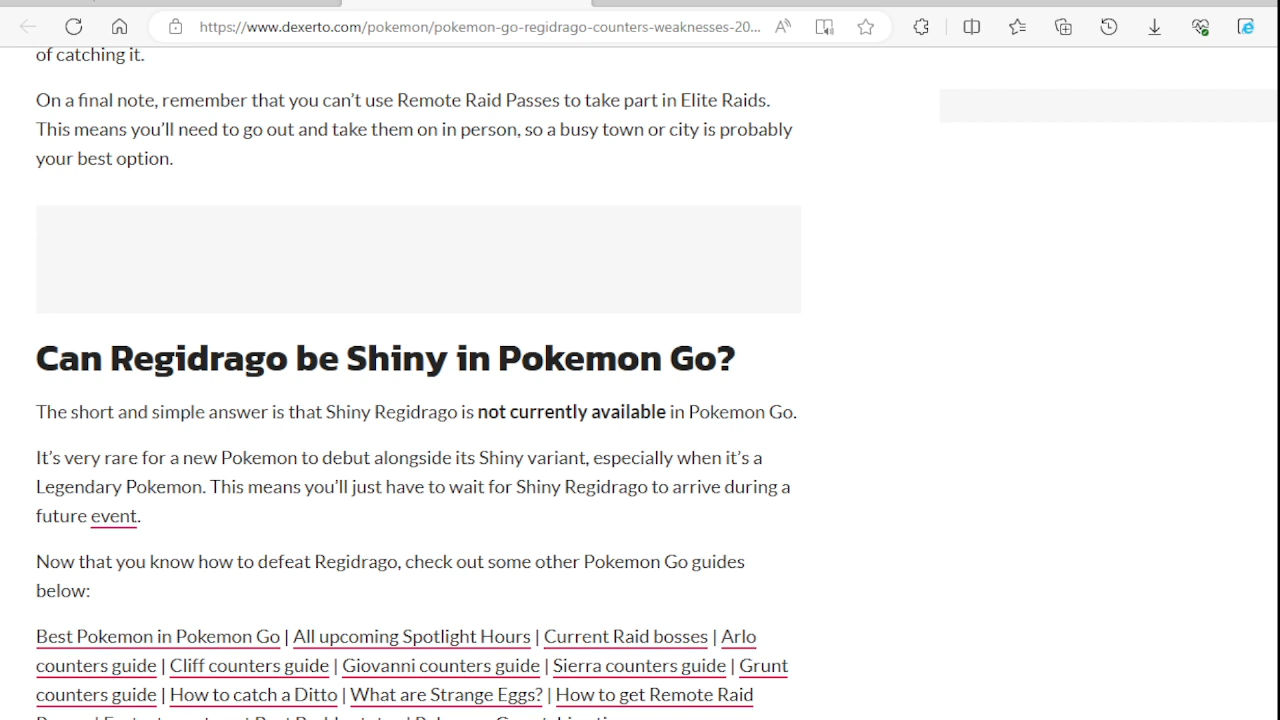 https://www.dexerto.com/pokemon/pokemon-go-regidrago-counters-weaknesses-20...
of catching it.
On a final note, remember that you can’t use Remote Raid Passes to take part in Elite Raids.
This means you’ll need to go out and take them on in person, so a busy town or city is probably
your best option.
Can Regidrago be Shiny in Pokemon Go?
The short and simple answer is that Shiny Regidrago is not currently available in Pokemon Go.
It’s very rare for a new Pokemon to debut alongside its Shiny variant, especially when it’s a
Legendary Pokemon. This means you’ll just have to wait for Shiny Regidrago to arrive during a
future event.
Now that you know how to defeat Regidrago, check out some other Pokemon Go guides
below:
Best Pokemon in Pokemon Go | All upcoming Spotlight Hours | Current Raid bosses | Arlo
counters guide | Cliff counters guide | Giovanni counters guide | Sierra counters guide | Grunt
counters guide | How to catch a Ditto | What are Strange Eggs? | How to get Remote Raid